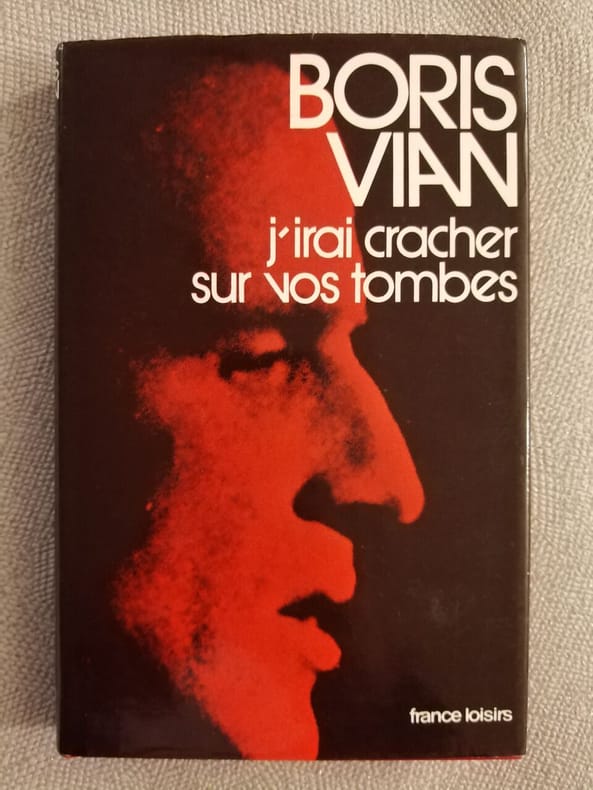 BORIS
VIAN
j'irai cracher
sur vos tombes
france loisirs